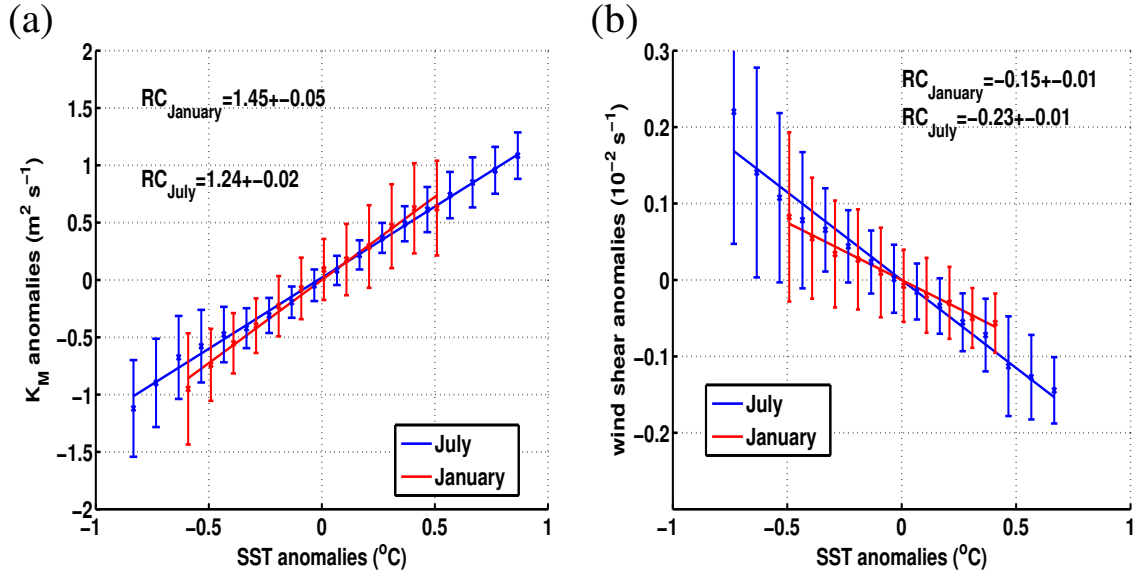 (a)
K_M anomalies (m² s⁻¹)
2
1.5
1
0.5
0
−0.5
−1
−1.5
−2
RC_January=1.45+−0.05
RC_July=1.24+−0.02
July
January
−1
−0.5
0
0.5
1
SST anomalies (⁰C)
(b)
wind shear anomalies (10⁻² s⁻¹)
0.3
0.2
0.1
0
−0.1
−0.2
RC_January=−0.15+−0.01
RC_July=−0.23+−0.01
July
January
−1
−0.5
0
0.5
1
SST anomalies (⁰C)